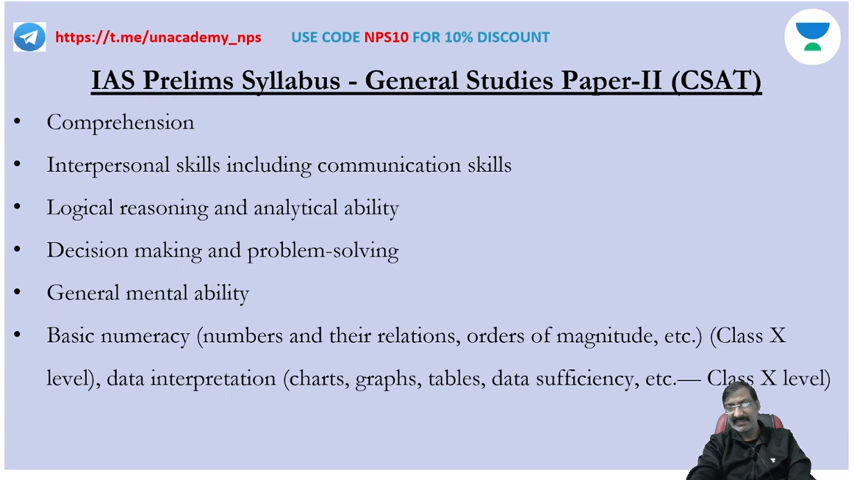 https://t.me/unacademy_nps USE CODE NPS10 FOR 10% DISCOUNT
IAS Prelims Syllabus - General Studies Paper-II (CSAT)
• Comprehension
• Interpersonal skills including communication skills
• Logical reasoning and analytical ability
• Decision making and problem-solving
• General mental ability
• Basic numeracy (numbers and their relations, orders of magnitude, etc.) (Class X
level), data interpretation (charts, graphs, tables, data sufficiency, etc.— Class X level)